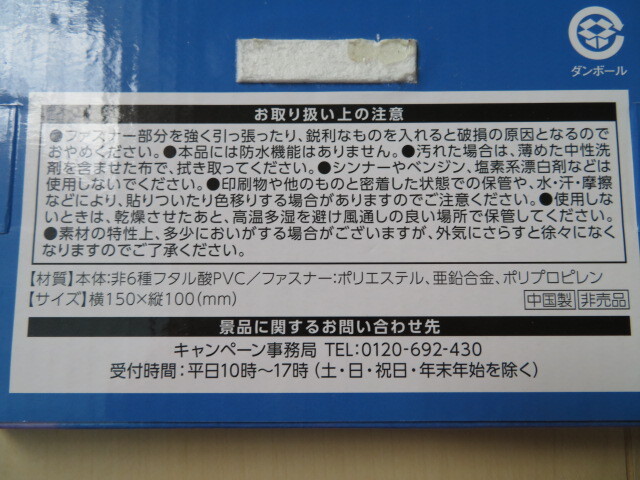 ダンボール
お取り扱い上の注意
●ファスナー部分を強く引っ張ったり、鋭利なものを入れると破損の原因となるので
おやめください。●本品には防水機能はありません。●汚れた場合は、薄めた中性洗
剤を含ませた布で、拭き取ってください。●シンナーやベンジン、塩素系漂白剤などは
使用しないでください。●印刷物や他のものと密着した状態での保管や、水・汗・摩擦
などにより、貼りついたり色移りする場合がありますのでご注意ください。●使用しな
いときは、乾燥させたあと、高温多湿を避け風通しの良い場所で保管してください。
●素材の特性上、多少においがする場合がございますが、外気にさらすと徐々になく
なりますのでご了承ください。
【材質】本体:非6種フタル酸PVC/ファスナー:ポリエステル、亜鉛合金、ポリプロピレン
【サイズ】横150×縦100(mm) 中国製 非売品
景品に関するお問い合わせ先
キャンペーン事務局 TEL:0120-692-430
受付時間:平日10時〜17時(土・日・祝日・年末年始を除く)